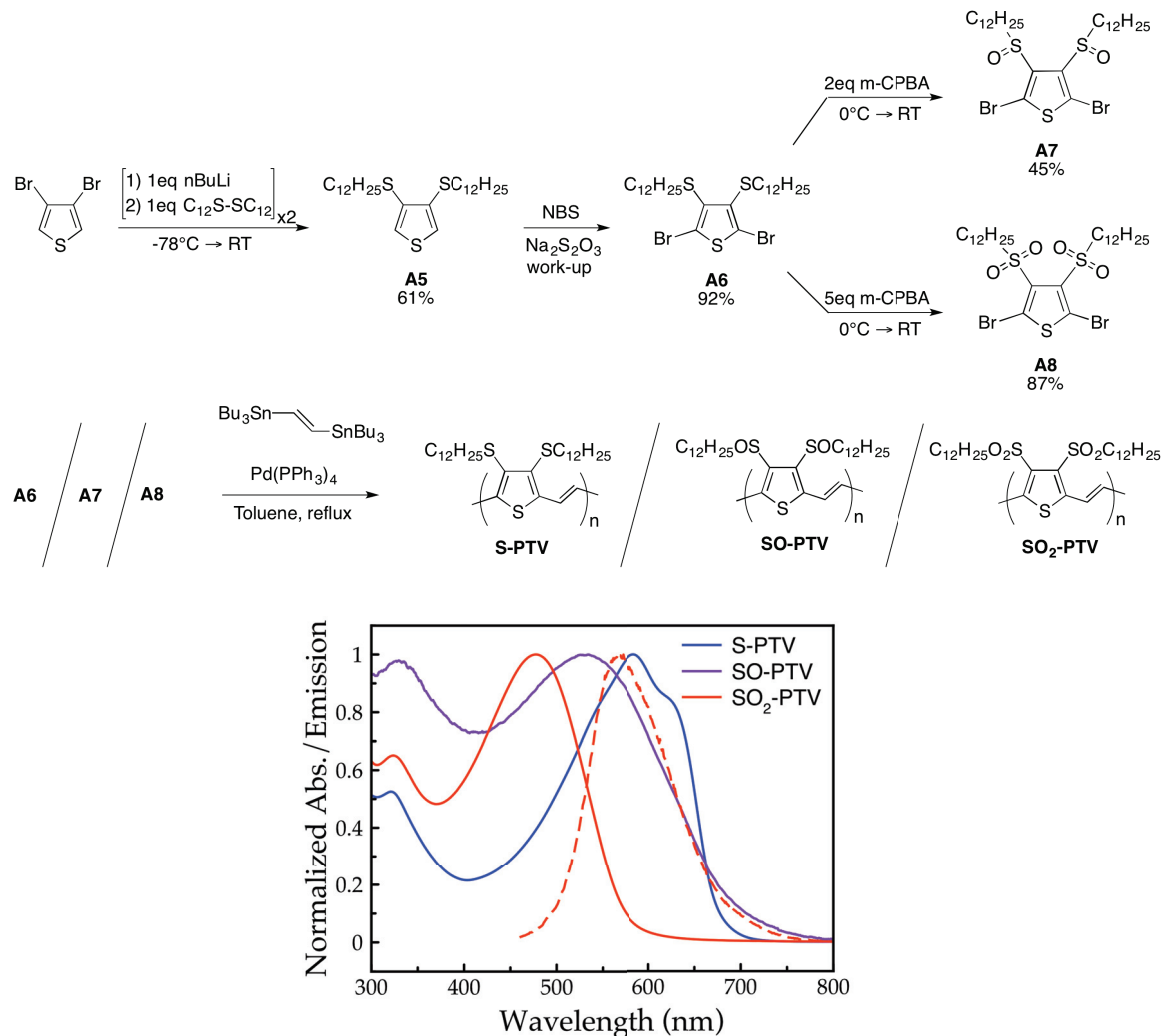 C12H25 C12H25
S S
O O
Br S Br
2eq m-CPBA
0°C → RT
A7
45%
Br Br
S
1) 1eq nBuLi
2) 1eq C12S-SC12
x2
-78°C → RT
C12H25S SC12H25
S
A5
61%
NBS
Na2S2O3
work-up
C12H25S SC12H25
Br S Br
A6
92%
C12H25 C12H25
O S O O S O
Br S Br
5eq m-CPBA
0°C → RT
A8
87%
A6 A7 A8
Bu3Sn
SnBu3
Pd(PPh3)4
Toluene, reflux
C12H25S SC12H25
S
n
S-PTV
C12H25OS SOC12H25
S
n
SO-PTV
C12H25O2S SO2C12H25
S
n
SO2-PTV
Normalized Abs./Emission
1
0.8
0.6
0.4
0.2
0
S-PTV
SO-PTV
SO2-PTV
300 400 500 600 700 800
Wavelength (nm)